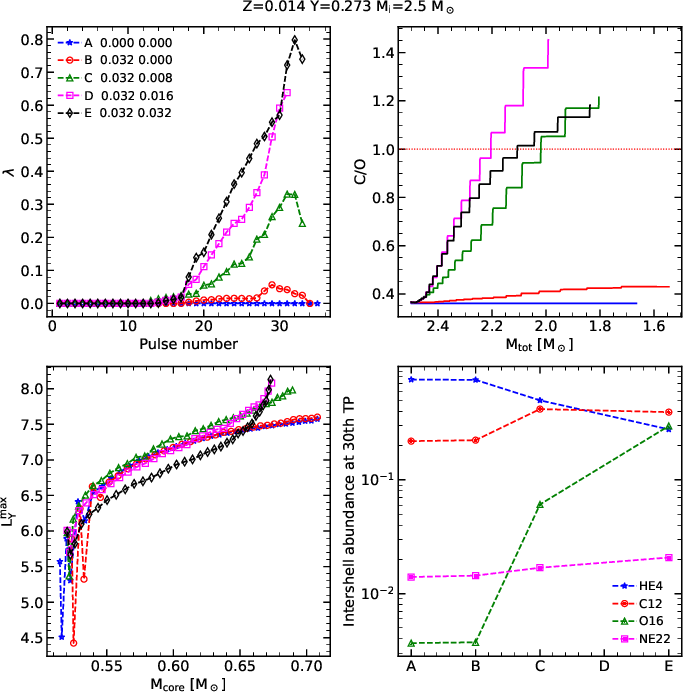 Z=0.014 Y=0.273 Mi=2.5 M⊙
0.8
0.7
0.6
0.5
0.4
0.3
0.2
0.1
0.0
λ
A 0.000 0.000
B 0.032 0.000
C 0.032 0.008
D 0.032 0.016
E 0.032 0.032
0 10 20 30
Pulse number
1.4
1.2
1.0
0.8
0.6
0.4
C/O
2.4 2.2 2.0 1.8 1.6
Mtot [M⊙]
8.0
7.5
7.0
6.5
6.0
5.5
5.0
4.5
LYmax
0.55 0.60 0.65 0.70
Mcore [M⊙]
10−1
10−2
Intershell abundance at 30th TP
HE4
C12
O16
NE22
A B C D E